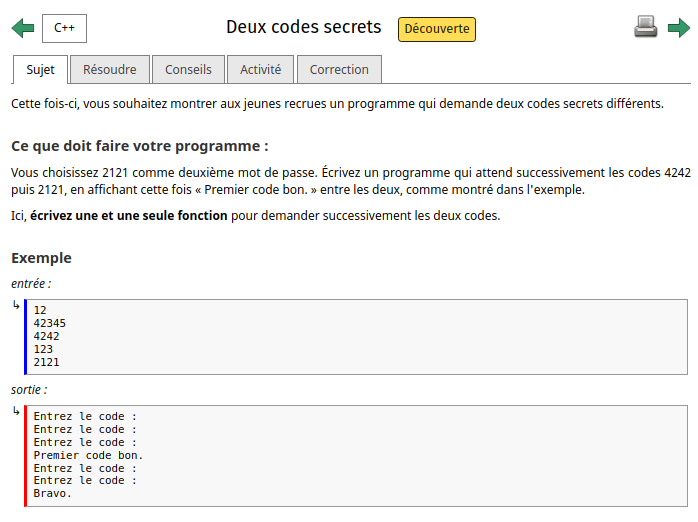 C++
Deux codes secrets
Découverte
Sujet
Résoudre
Conseils
Activité
Correction
Cette fois-ci, vous souhaitez montrer aux jeunes recrues un programme qui demande deux codes secrets différents.
Ce que doit faire votre programme :
Vous choisissez 2121 comme deuxième mot de passe. Écrivez un programme qui attend successivement les codes 4242
puis 2121, en affichant cette fois « Premier code bon. » entre les deux, comme montré dans l'exemple.
Ici, écrivez une et une seule fonction pour demander successivement les deux codes.
Exemple
entrée :
12
42345
4242
123
2121
sortie :
Entrez le code :
Entrez le code :
Entrez le code :
Premier code bon.
Entrez le code :
Entrez le code :
Bravo.